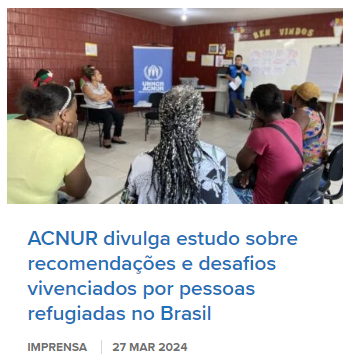 BEM VINDOS
UNHCR
ACNUR
ACNUR divulga estudo sobre
recomendações e desafios
vivenciados por pessoas
refugiadas no Brasil
IMPRENSA | 27 MAR 2024